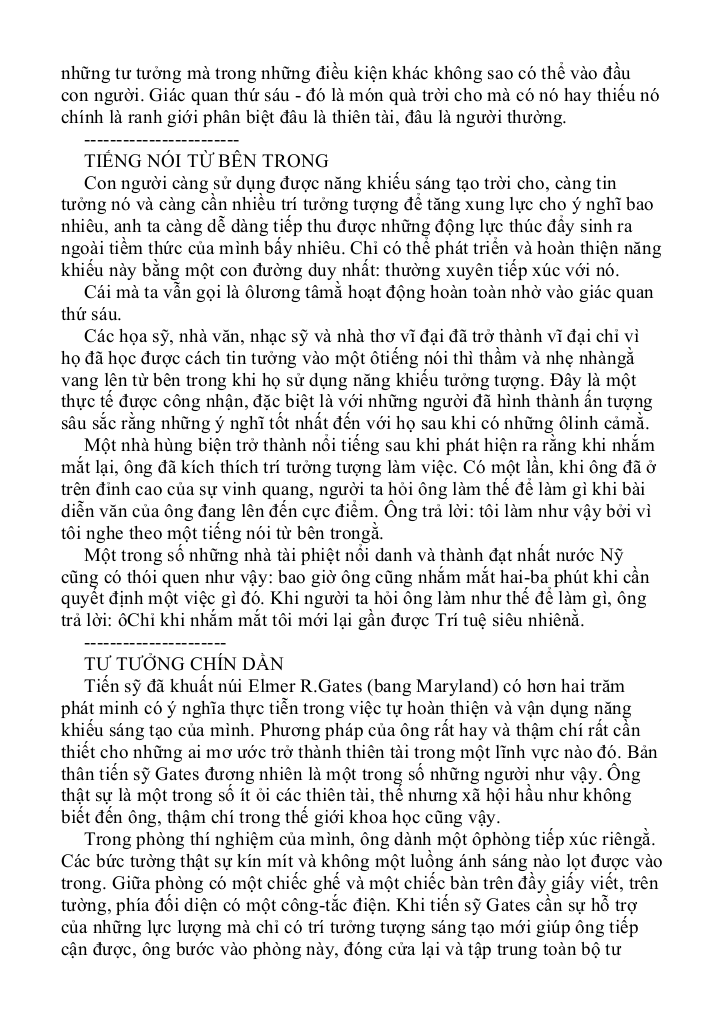 những tư tưởng mà trong những điều kiện khác không sao có thể vào đầu
con người. Giác quan thứ sáu - đó là món quà trời cho mà có nó hay thiếu nó
chính là ranh giới phân biệt đâu là thiên tài, đâu là người thường.
------------------------
TIẾNG NÓI TỪ BÊN TRONG
Con người càng sử dụng được năng khiếu sáng tạo trời cho, càng tin
tưởng nó và càng cần nhiều trí tưởng tượng để tăng xung lực cho ý nghĩ bao
nhiêu, anh ta càng dễ dàng tiếp thu được những động lực thúc đẩy sinh ra
ngoài tiềm thức của mình bấy nhiêu. Chỉ có thể phát triển và hoàn thiện năng
khiếu này bằng một con đường duy nhất: thường xuyên tiếp xúc với nó.
Cái mà ta vẫn gọi là ôlương tâmằ hoạt động hoàn toàn nhờ vào giác quan
thứ sáu.
Các họa sỹ, nhà văn, nhạc sỹ và nhà thơ vĩ đại đã trở thành vĩ đại chỉ vì
họ đã học được cách tin tưởng vào một ôtiếng nói thì thầm và nhẹ nhàngằ
vang lên từ bên trong khi họ sử dụng năng khiếu tưởng tượng. Đây là một
thực tế được công nhận, đặc biệt là với những người đã hình thành ấn tượng
sâu sắc rằng những ý nghĩ tốt nhất đến với họ sau khi có những ôlinh cảmằ.
Một nhà hùng biện trở thành nổi tiếng sau khi phát hiện ra rằng khi nhắm
mắt lại, ông đã kích thích trí tưởng tượng làm việc. Có một lần, khi ông đã ở
trên đỉnh cao của sự vinh quang, người ta hỏi ông làm thế để làm gì khi bài
diễn văn của ông đang lên đến cực điểm. Ông trả lời: tôi làm như vậy bởi vì
tôi nghe theo một tiếng nói từ bên trongằ.
Một trong số những nhà tài phiệt nổi danh và thành đạt nhất nước Nỹ
cũng có thói quen như vậy: bao giờ ông cũng nhắm mắt hai-ba phút khi cần
quyết định một việc gì đó. Khi người ta hỏi ông làm như thế để làm gì, ông
trả lời: ôChỉ khi nhắm mắt tôi mới lại gần được Trí tuệ siêu nhiênằ.
----------------------
TƯ TƯỞNG CHÍN DẦN
Tiến sỹ đã khuất núi Elmer R.Gates (bang Maryland) có hơn hai trăm
phát minh có ý nghĩa thực tiễn trong việc tự hoàn thiện và vận dụng năng
khiếu sáng tạo của mình. Phương pháp của ông rất hay và thậm chí rất cần
thiết cho những ai mơ ước trở thành thiên tài trong một lĩnh vực nào đó. Bản
thân tiến sỹ Gates đương nhiên là một trong số những người như vậy. Ông
thật sự là một trong số ít ỏi các thiên tài, thế nhưng xã hội hầu như không
biết đến ông, thậm chí trong thế giới khoa học cũng vậy.
Trong phòng thí nghiệm của mình, ông dành một ôphòng tiếp xúc riêngằ.
Các bức tường thật sự kín mít và không một luồng ánh sáng nào lọt được vào
trong. Giữa phòng có một chiếc ghế và một chiếc bàn trên đầy giấy viết, trên
tường, phía đối diện có một công-tắc điện. Khi tiến sỹ Gates cần sự hỗ trợ
của những lực lượng mà chỉ có trí tưởng tượng sáng tạo mới giúp ông tiếp
cận được, ông bước vào phòng này, đóng cửa lại và tập trung toàn bộ tư